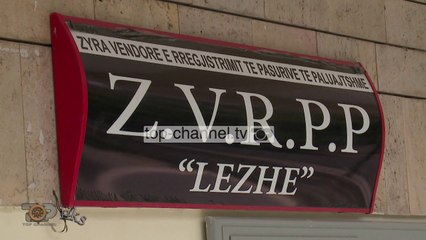 ZYRA VENDORE E RREGJISTRIMIT TE PASURIVE TE PALUAJTSHME
Z.V.R.P.P
top-channel.tv
"LEZHE"